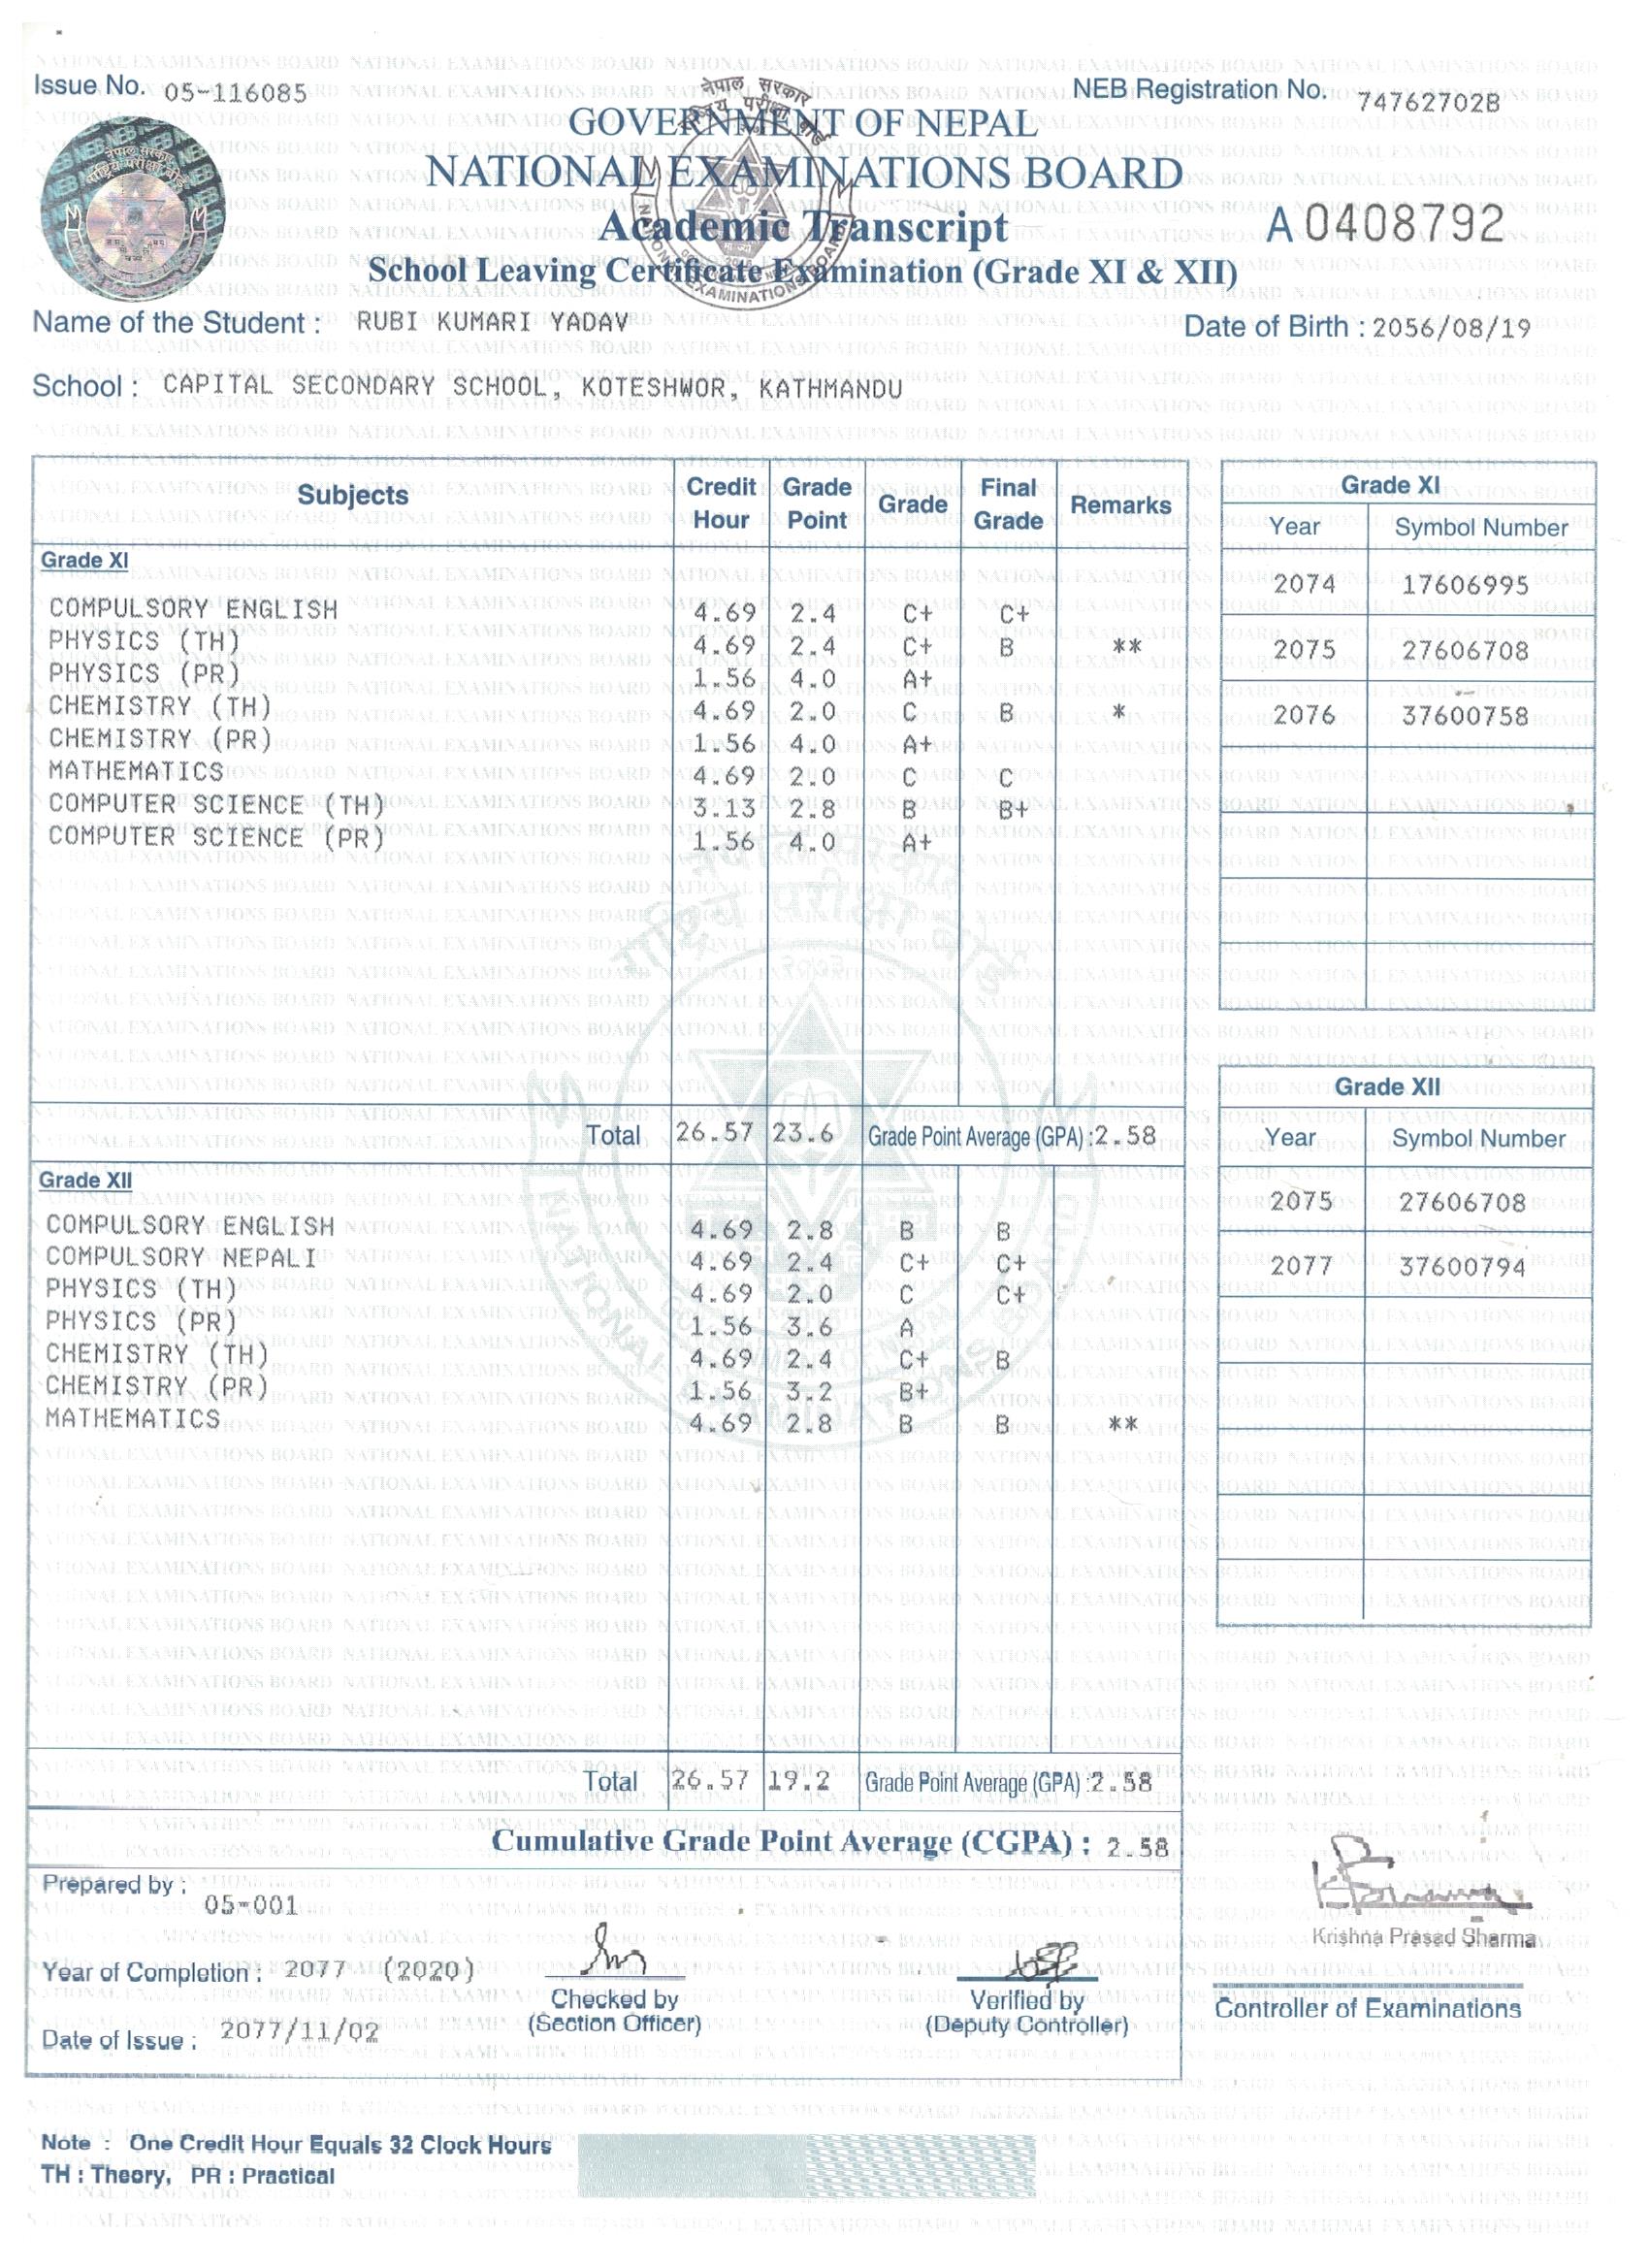 Issue No. 05-116085
NEB Registration No. 74762702B
नेपाल सरकार
GOVERNMENT OF NEPAL
NATIONAL EXAMINATIONS BOARD
Academic Transcript
A 0408792
School Leaving Certificate Examination (Grade XI & XII)
Name of the Student : RUBI KUMARI YADAV
Date of Birth : 2056/08/19
School : CAPITAL SECONDARY SCHOOL, KOTESHWOR, KATHMANDU
Subjects Credit Hour Grade Point Grade Final Grade Remarks
Grade XI
COMPULSORY ENGLISH 4.69 2.4 C+ C+
PHYSICS (TH) 4.69 2.4 C+ B **
PHYSICS (PR) 1.56 4.0 A+
CHEMISTRY (TH) 4.69 2.0 C B *
CHEMISTRY (PR) 1.56 4.0 A+
MATHEMATICS 4.69 2.0 C C
COMPUTER SCIENCE (TH) 3.13 2.8 B B+
COMPUTER SCIENCE (PR) 1.56 4.0 A+
Total 26.57 23.6 Grade Point Average (GPA) : 2.58
Grade XII
COMPULSORY ENGLISH 4.69 2.8 B B
COMPULSORY NEPALI 4.69 2.4 C+ C+
PHYSICS (TH) 4.69 2.0 C C+
PHYSICS (PR) 1.56 3.6 A
CHEMISTRY (TH) 4.69 2.4 C+ B
CHEMISTRY (PR) 1.56 3.2 B+
MATHEMATICS 4.69 2.8 B B **
Total 26.57 19.2 Grade Point Average (GPA) : 2.58
Cumulative Grade Point Average (CGPA) : 2.58
Grade XI
Year Symbol Number
2074 17606995
2075 27606708
2076 37600758
Grade XII
Year Symbol Number
2075 27606708
2077 37600794
Prepared by : 05-001
Year of Completion : 2077 (2020)
Date of Issue : 2077/11/02
Checked by
(Section Officer)
Verified by
(Deputy Controller)
Krishna Prasad Sharma
Controller of Examinations
Note : One Credit Hour Equals 32 Clock Hours
TH : Theory, PR : Practical